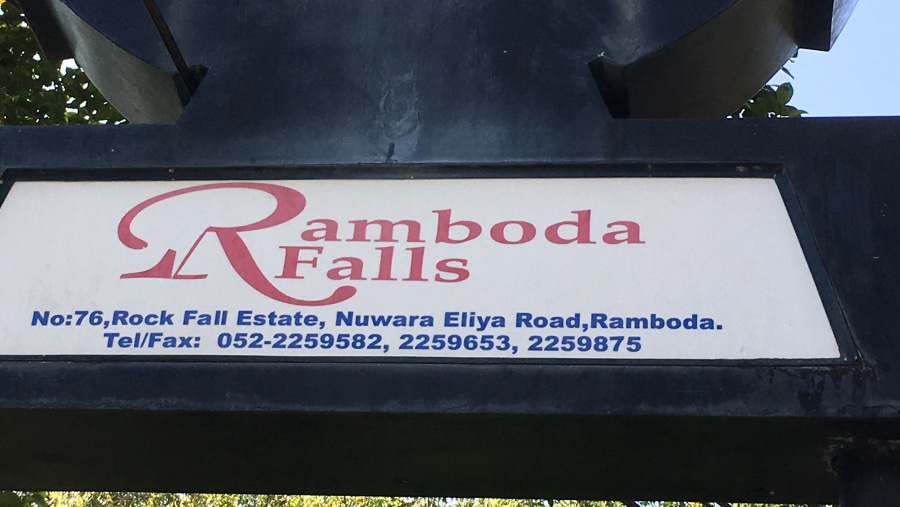 Ramboda
Falls
No:76,Rock Fall Estate, Nuwara Eliya Road,Ramboda.
Tel/Fax: 052-2259582, 2259653, 2259875